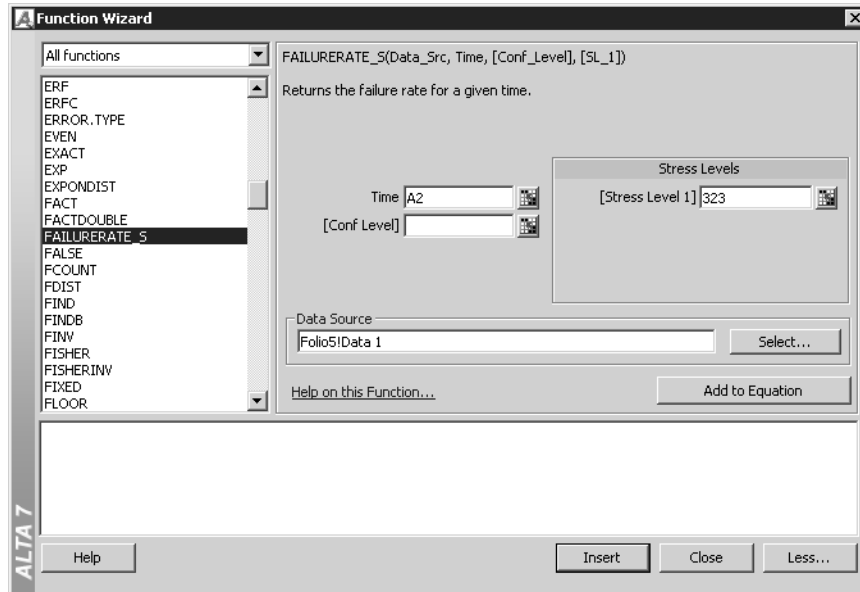 Function Wizard
All functions
ERF
ERFC
ERROR.TYPE
EVEN
EXACT
EXP
EXPONDIST
FACT
FACTDOUBLE
FAILURERATE_S
FALSE
FCOUNT
FDIST
FIND
FINDB
FINV
FISHER
FISHERINV
FIXED
FLOOR
FAILURERATE_S(Data_Src, Time, [Conf_Level], [SL_1])
Returns the failure rate for a given time.
Time A2
[Conf Level]
Stress Levels
[Stress Level 1] 323
Data Source
Folio5!Data 1
Select...
Help on this Function...
Add to Equation
ALTA 7
Help
Insert
Close
Less...